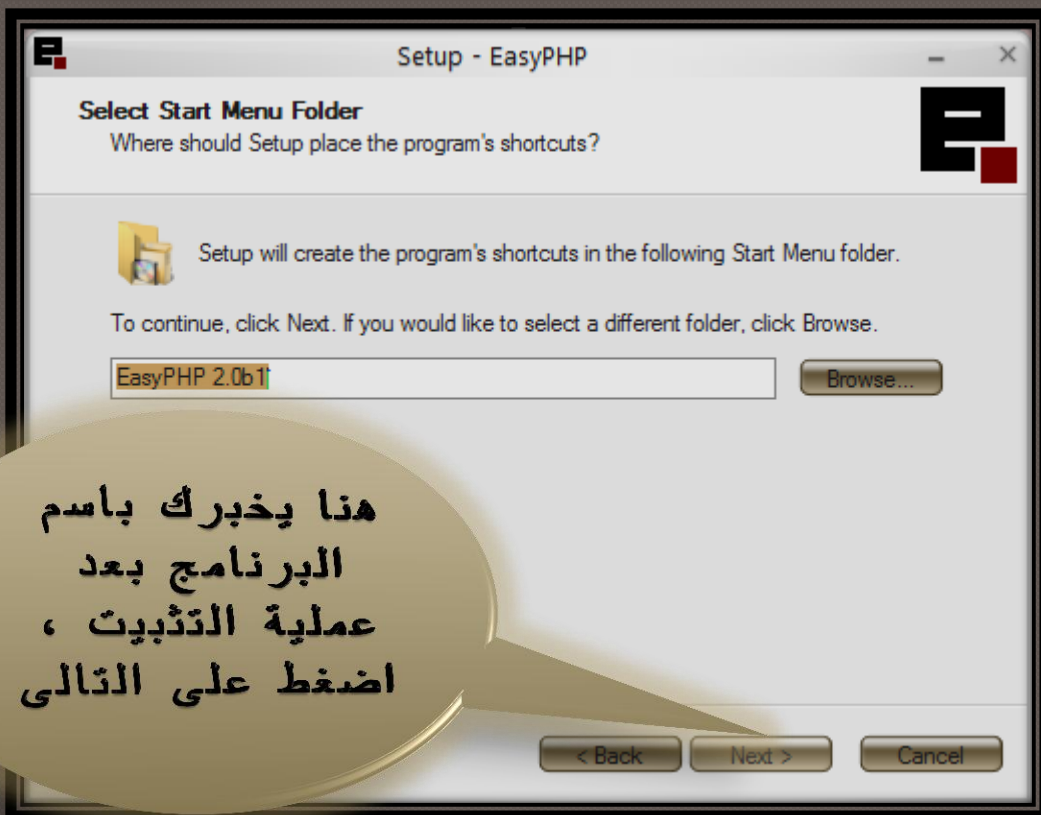 Setup - EasyPHP
Select Start Menu Folder
Where should Setup place the program's shortcuts?
Setup will create the program's shortcuts in the following Start Menu folder.
To continue, click Next. If you would like to select a different folder, click Browse.
EasyPHP 2.0b1
Browse...
هنا يخبرك باسم
البرنامج بعد
عملية التثبيت ،
اضغط على التالى
< Back
Next >
Cancel